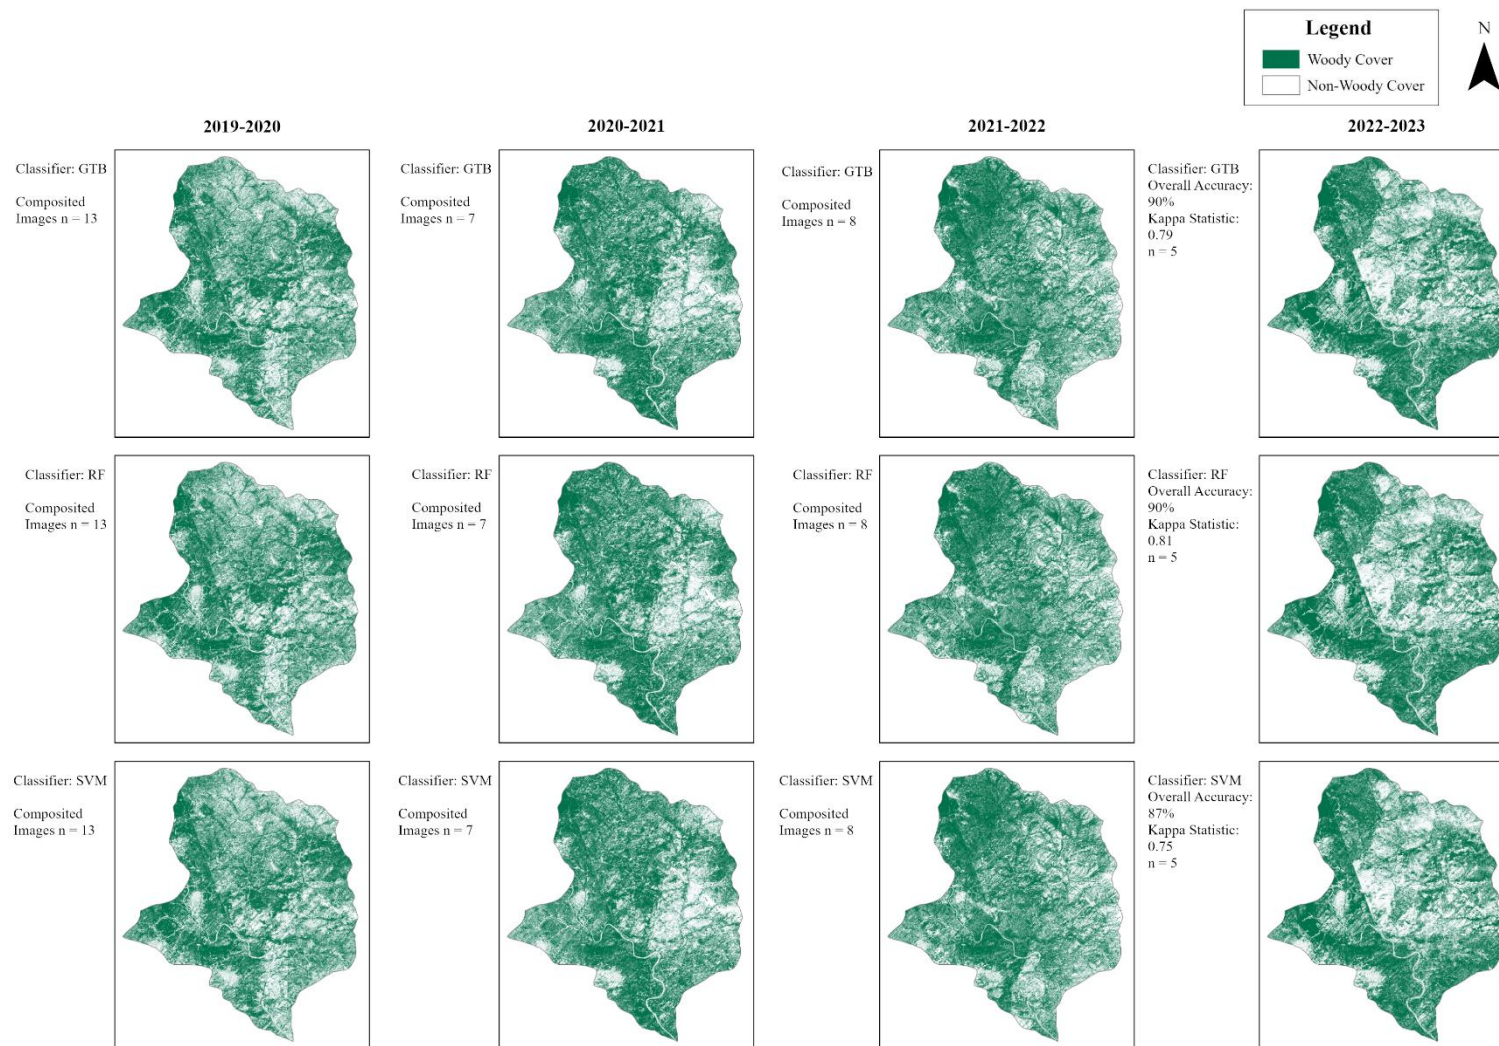 Legend
Woody Cover
Non-Woody Cover
N
2019-2020
2020-2021
2021-2022
2022-2023
Classifier: GTB
Composited
Images n = 13
Classifier: GTB
Composited
Images n = 7
Classifier: GTB
Composited
Images n = 8
Classifier: GTB
Overall Accuracy:
90%
Kappa Statistic:
0.79
n = 5
Classifier: RF
Composited
Images n = 13
Classifier: RF
Composited
Images n = 7
Classifier: RF
Composited
Images n = 8
Classifier: RF
Overall Accuracy:
90%
Kappa Statistic:
0.81
n = 5
Classifier: SVM
Composited
Images n = 13
Classifier: SVM
Composited
Images n = 7
Classifier: SVM
Composited
Images n = 8
Classifier: SVM
Overall Accuracy:
87%
Kappa Statistic:
0.75
n = 5